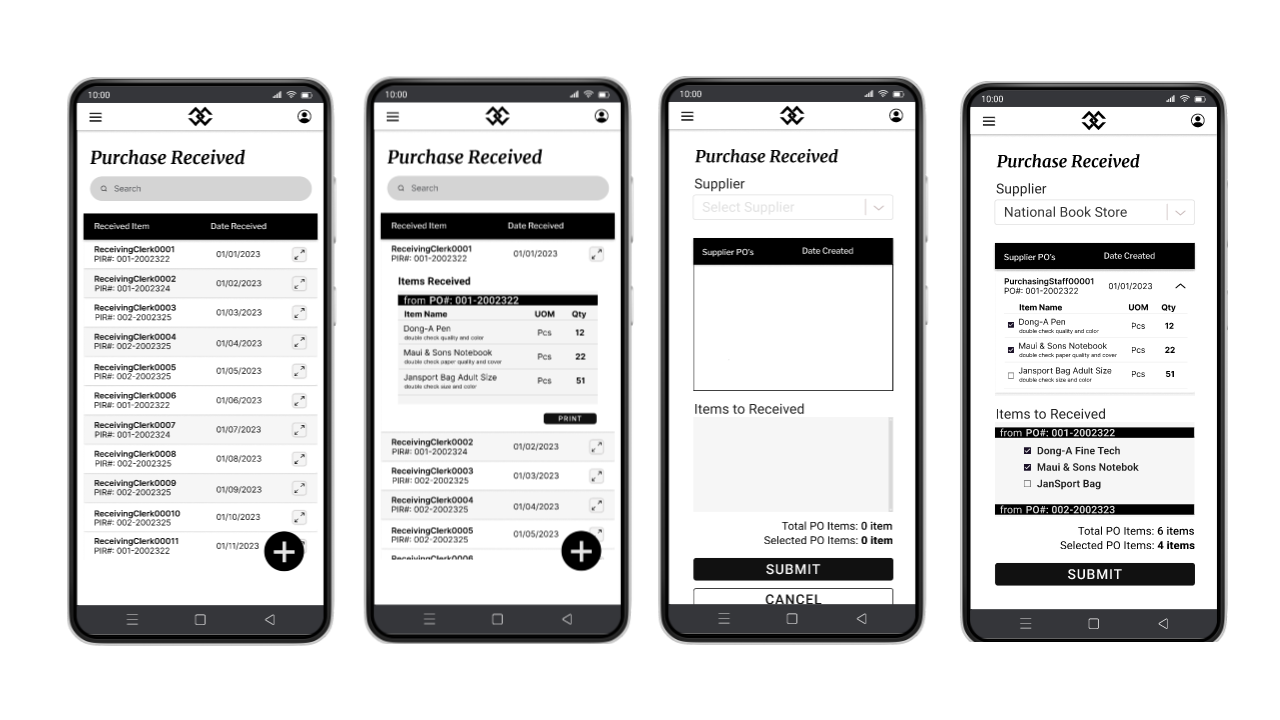 10:00
Purchase Received
Search
Received Item Date Received
ReceivingClerk0001
PIR#: 001-2002322 01/01/2023
ReceivingClerk0002
PIR#: 001-2002324 01/02/2023
ReceivingClerk0003
PIR#: 002-2002325 01/03/2023
ReceivingClerk0004
PIR#: 002-2002325 01/04/2023
ReceivingClerk0005
PIR#: 002-2002325 01/05/2023
ReceivingClerk0006
PIR#: 001-2002322 01/06/2023
ReceivingClerk0007
PIR#: 001-2002324 01/07/2023
ReceivingClerk0008
PIR#: 002-2002325 01/08/2023
ReceivingClerk0009
PIR#: 002-2002325 01/09/2023
ReceivingClerk00010
PIR#: 002-2002325 01/10/2023
ReceivingClerk00011
PIR#: 001-2002322 01/11/2023
10:00
Purchase Received
Search
Received Item Date Received
ReceivingClerk0001
PIR#: 001-2002322 01/01/2023
Items Received
from PO#: 001-2002322
Item Name UOM Qty
Dong-A Pen Pcs 12
double check quality and color
Maui & Sons Notebook Pcs 22
double check paper quality and cover
Jansport Bag Adult Size Pcs 51
double check size and color
PRINT
ReceivingClerk0002
PIR#: 001-2002324 01/02/2023
ReceivingClerk0003
PIR#: 002-2002325 01/03/2023
ReceivingClerk0004
PIR#: 002-2002325 01/04/2023
ReceivingClerk0005
PIR#: 002-2002325 01/05/2023
ReceivingClerk0006
10:00
Purchase Received
Supplier
Select Supplier
Supplier PO's Date Created
Items to Received
Total PO Items: 0 item
Selected PO Items: 0 item
SUBMIT
CANCEL
10:00
Purchase Received
Supplier
National Book Store
Supplier PO's Date Created
PurchasingStaff00001
PO#: 001-2002322 01/01/2023
Item Name UOM Qty
Dong-A Pen Pcs 12
double check quality and color
Maui & Sons Notebook Pcs 22
double check paper quality and cover
Jansport Bag Adult Size Pcs 51
double check size and color
Items to Received
from PO#: 001-2002322
Dong-A Fine Tech
Maui & Sons Notebok
JanSport Bag
from PO#: 002-2002323
Total PO Items: 6 items
Selected PO Items: 4 items
SUBMIT